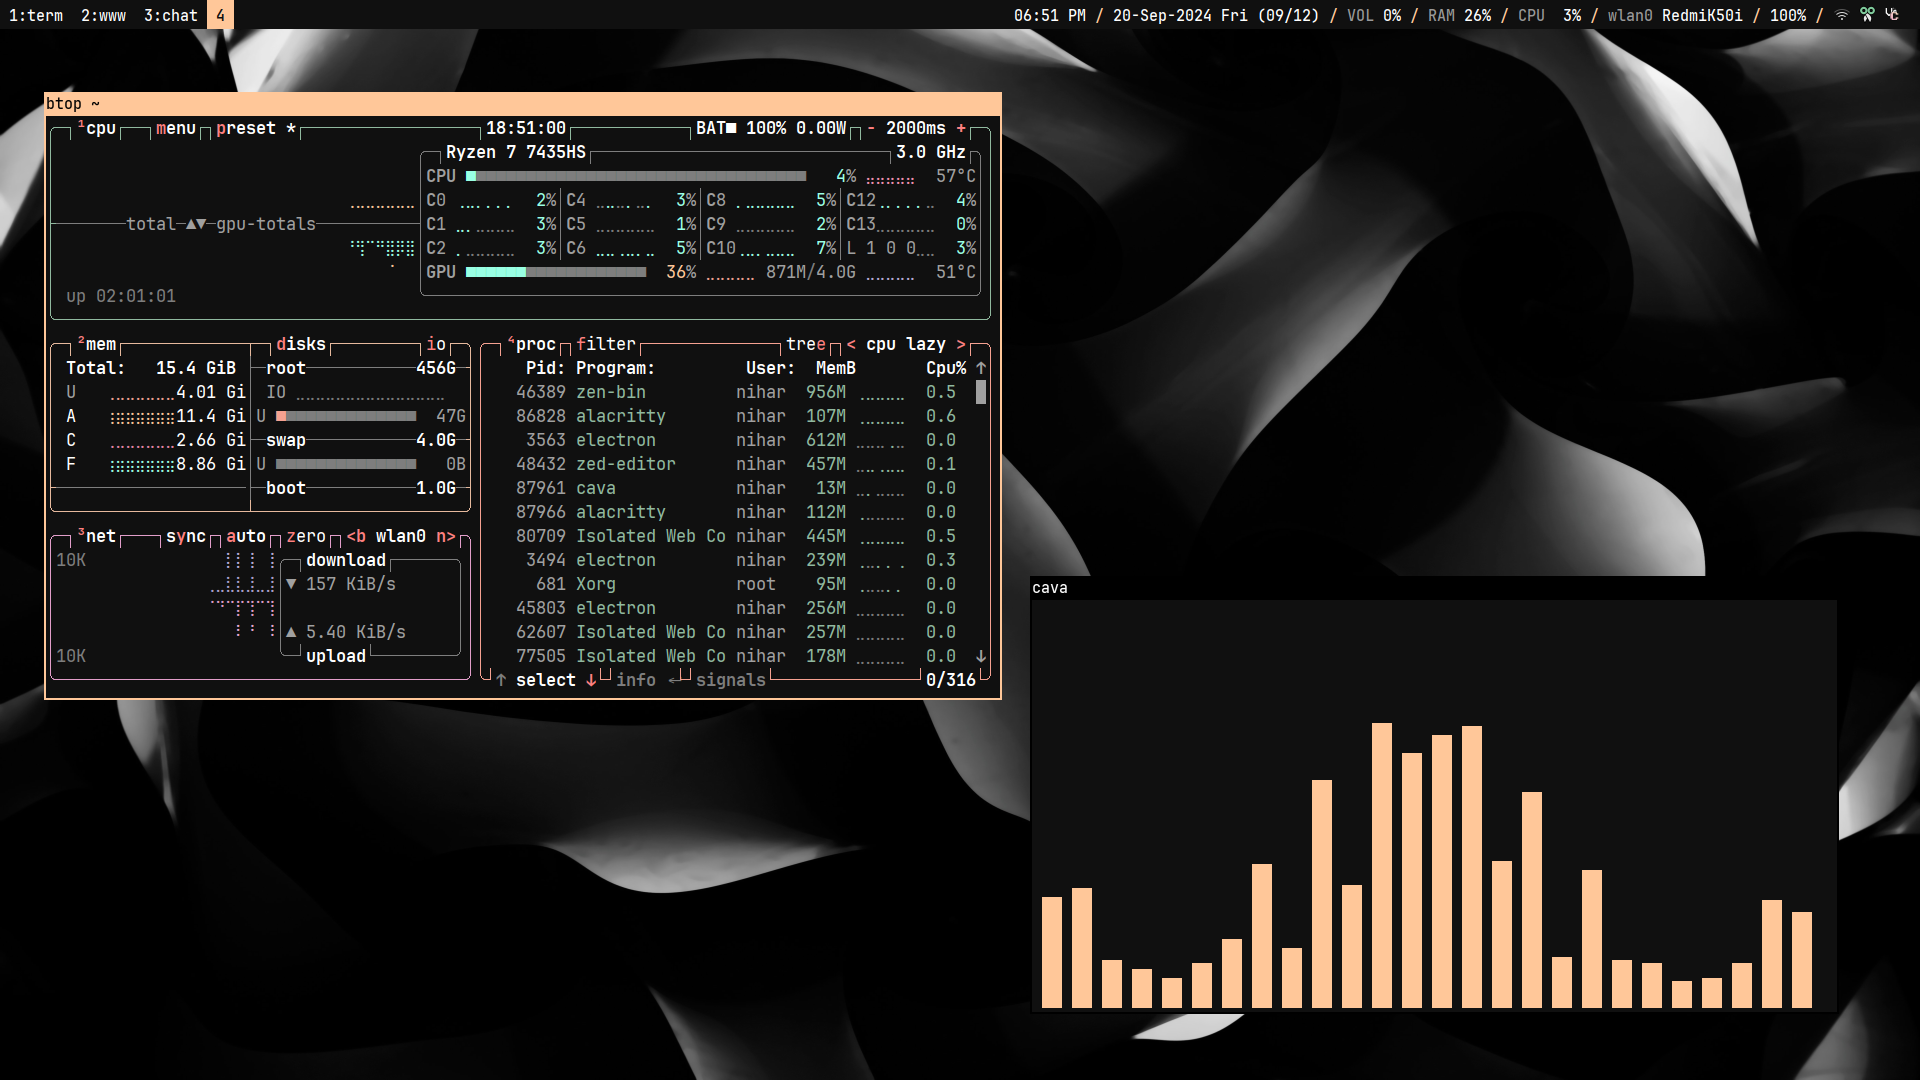 1:term 2:www 3:chat 4
06:51 PM / 20-Sep-2024 Fri (09/12) / VOL 0% / RAM 26% / CPU 3% / wlan0 RedmiK50i / 100% /
btop ~
¹cpu menu preset * 18:51:00 BAT■ 100% 0.00W - 2000ms +
Ryzen 7 7435HS 3.0 GHz
CPU 4% 57°C
C0 2% C4 3% C8 5% C12 4%
total ▲▼ gpu-totals
C1 3% C5 1% C9 2% C13 0%
C2 3% C6 5% C10 7% L 1 0 0 3%
GPU 36% 871M/4.0G 51°C
up 02:01:01
²mem disks io
Total: 15.4 GiB root 456G
U 4.01 Gi IO
A 11.4 Gi U 47G
C 2.66 Gi swap 4.0G
F 8.86 Gi U 0B
boot 1.0G
³net sync auto zero <b wlan0 n>
10K download
▼ 157 KiB/s
▲ 5.40 KiB/s
10K upload
⁴proc filter tree < cpu lazy >
Pid: Program: User: MemB Cpu% ↑
46389 zen-bin nihar 956M 0.5
86828 alacritty nihar 107M 0.6
3563 electron nihar 612M 0.0
48432 zed-editor nihar 457M 0.1
87961 cava nihar 13M 0.0
87966 alacritty nihar 112M 0.0
80709 Isolated Web Co nihar 445M 0.5
3494 electron nihar 239M 0.3
681 Xorg root 95M 0.0
45803 electron nihar 256M 0.0
62607 Isolated Web Co nihar 257M 0.0
77505 Isolated Web Co nihar 178M 0.0 ↓
↑ select ↓ info ↵ signals 0/316
cava